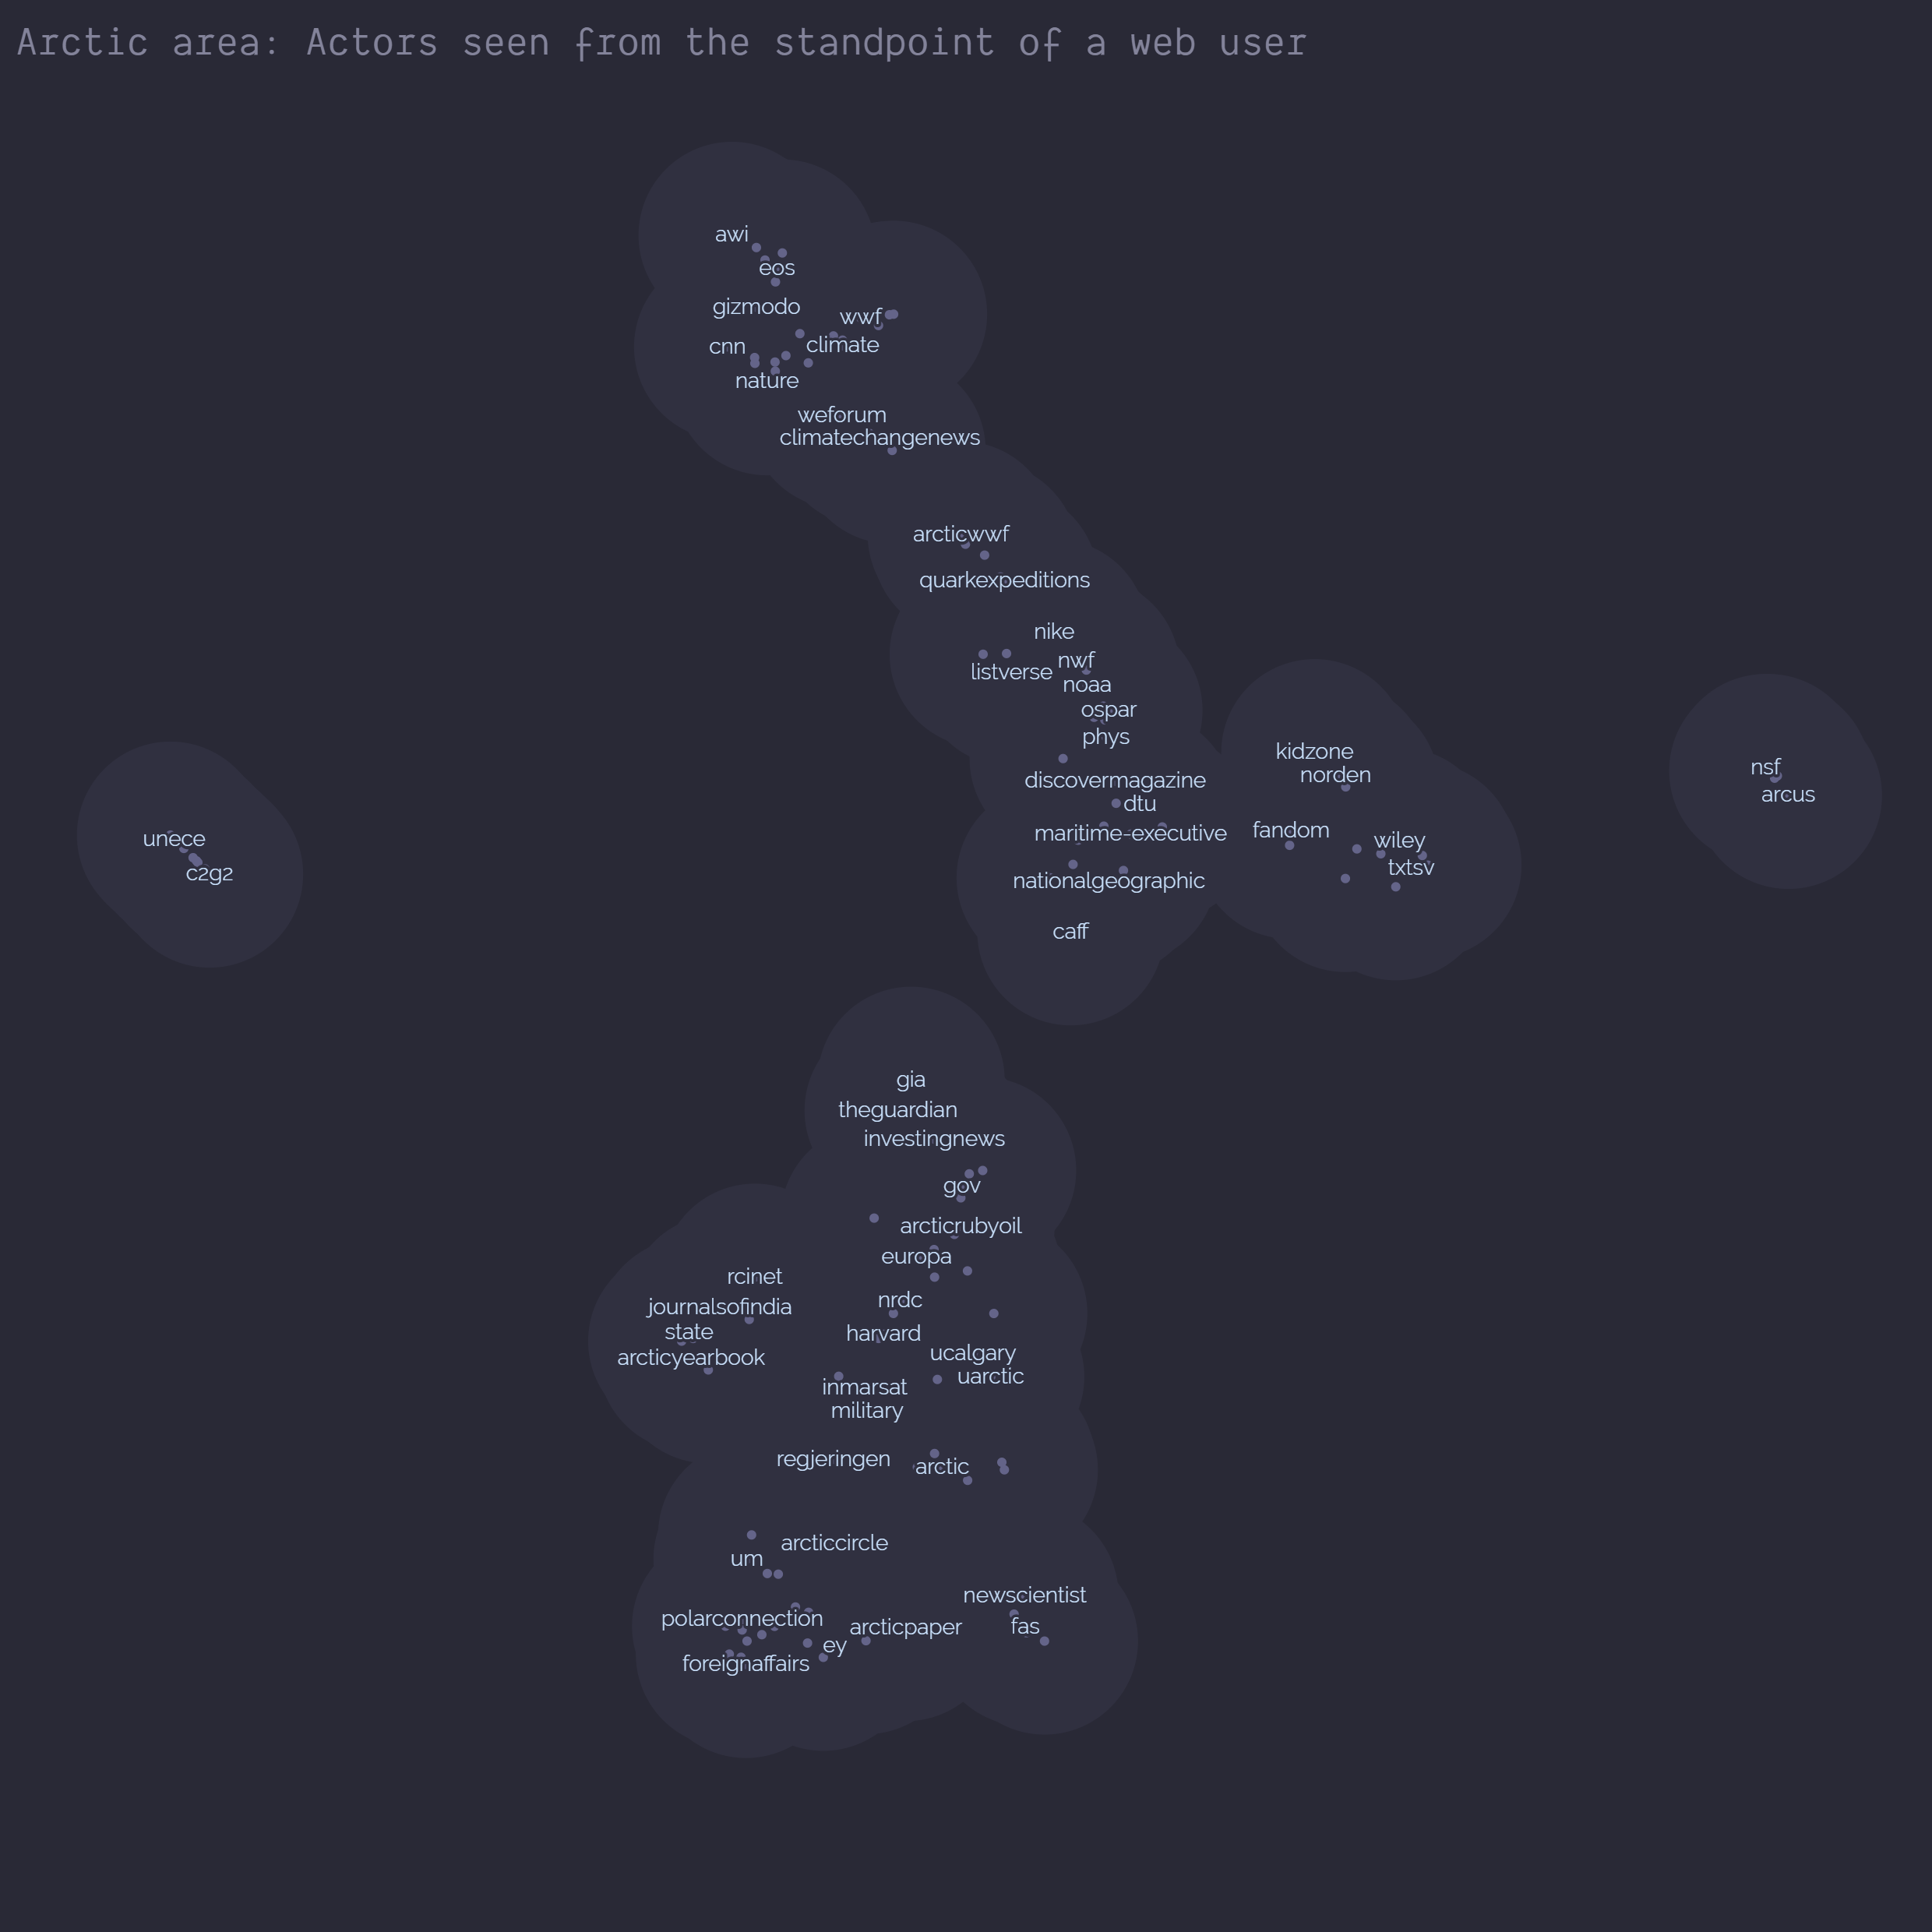 Arctic area: Actors seen from the standpoint of a web user
awi
eos
gizmodo
wwf
cnn
climate
nature
weforum
climatechangenews
arcticwwf
quarkexpeditions
nike
nwf
listverse
noaa
ospar
phys
discovermagazine
dtu
maritime-executive
nationalgeographic
caff
kidzone
norden
fandom
wiley
txtsv
nsf
arcus
unece
c2g2
gia
theguardian
investingnews
gov
arcticrubyoil
europa
rcinet
nrdc
journalsofindia
state
harvard
arcticyearbook
ucalgary
uarctic
inmarsat
military
regjeringen
arctic
arcticcircle
um
newscientist
polarconnection
arcticpaper
fas
ey
foreignaffairs